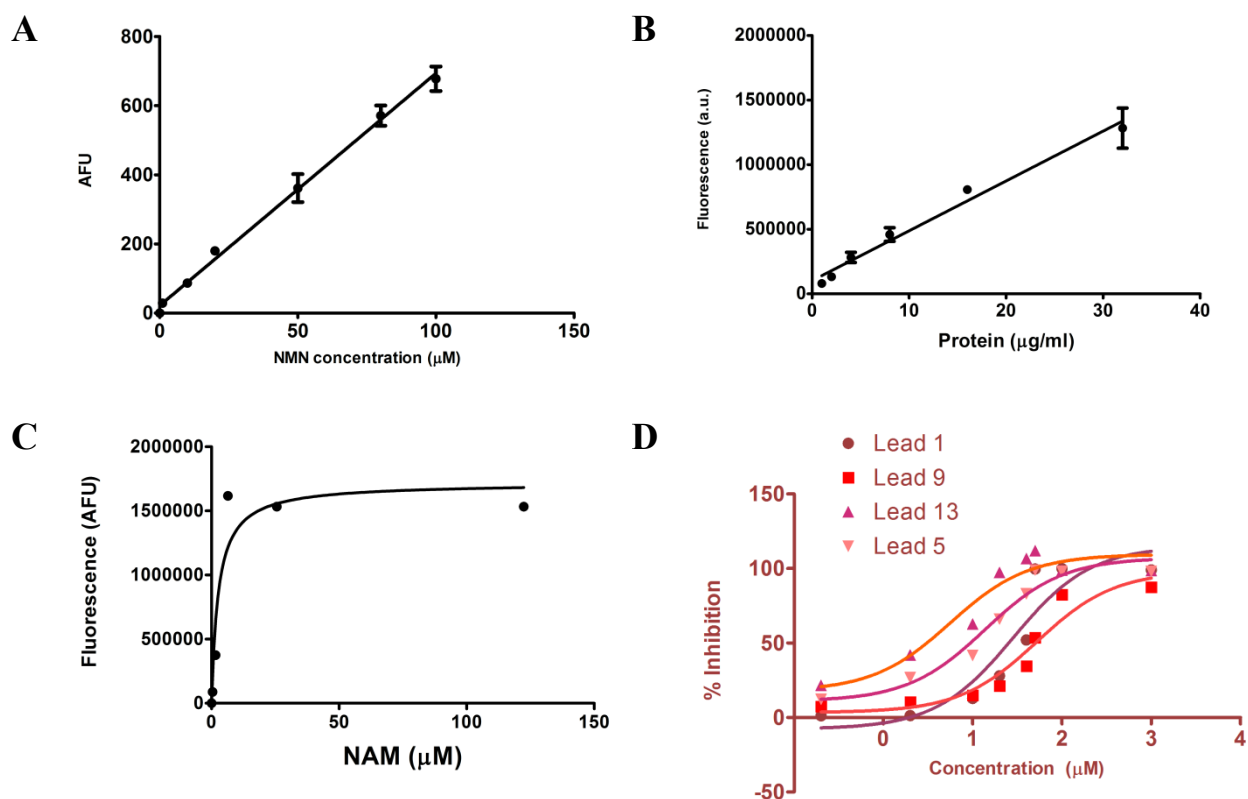 A
800
600
400
200
0
AFU
0 50 100 150
NMN concentration (μM)
B
2000000
1500000
1000000
500000
0
Fluorescence (a.u.)
0 10 20 30 40
Protein (μg/ml)
C
2000000
1500000
1000000
500000
0
Fluorescence (AFU)
0 50 100 150
NAM (μM)
D
Lead 1
Lead 9
Lead 13
Lead 5
150
100
50
0
-50
% Inhibition
0 1 2 3 4
Concentration (μM)